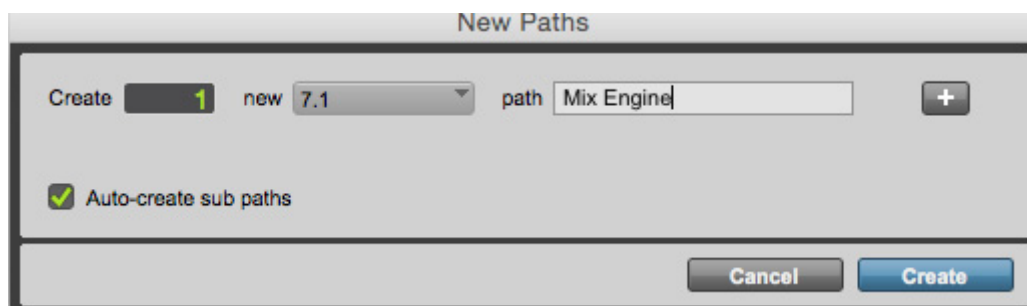 New Paths
Create 1 new 7.1 path Mix Engine +
Auto-create sub paths
Cancel Create